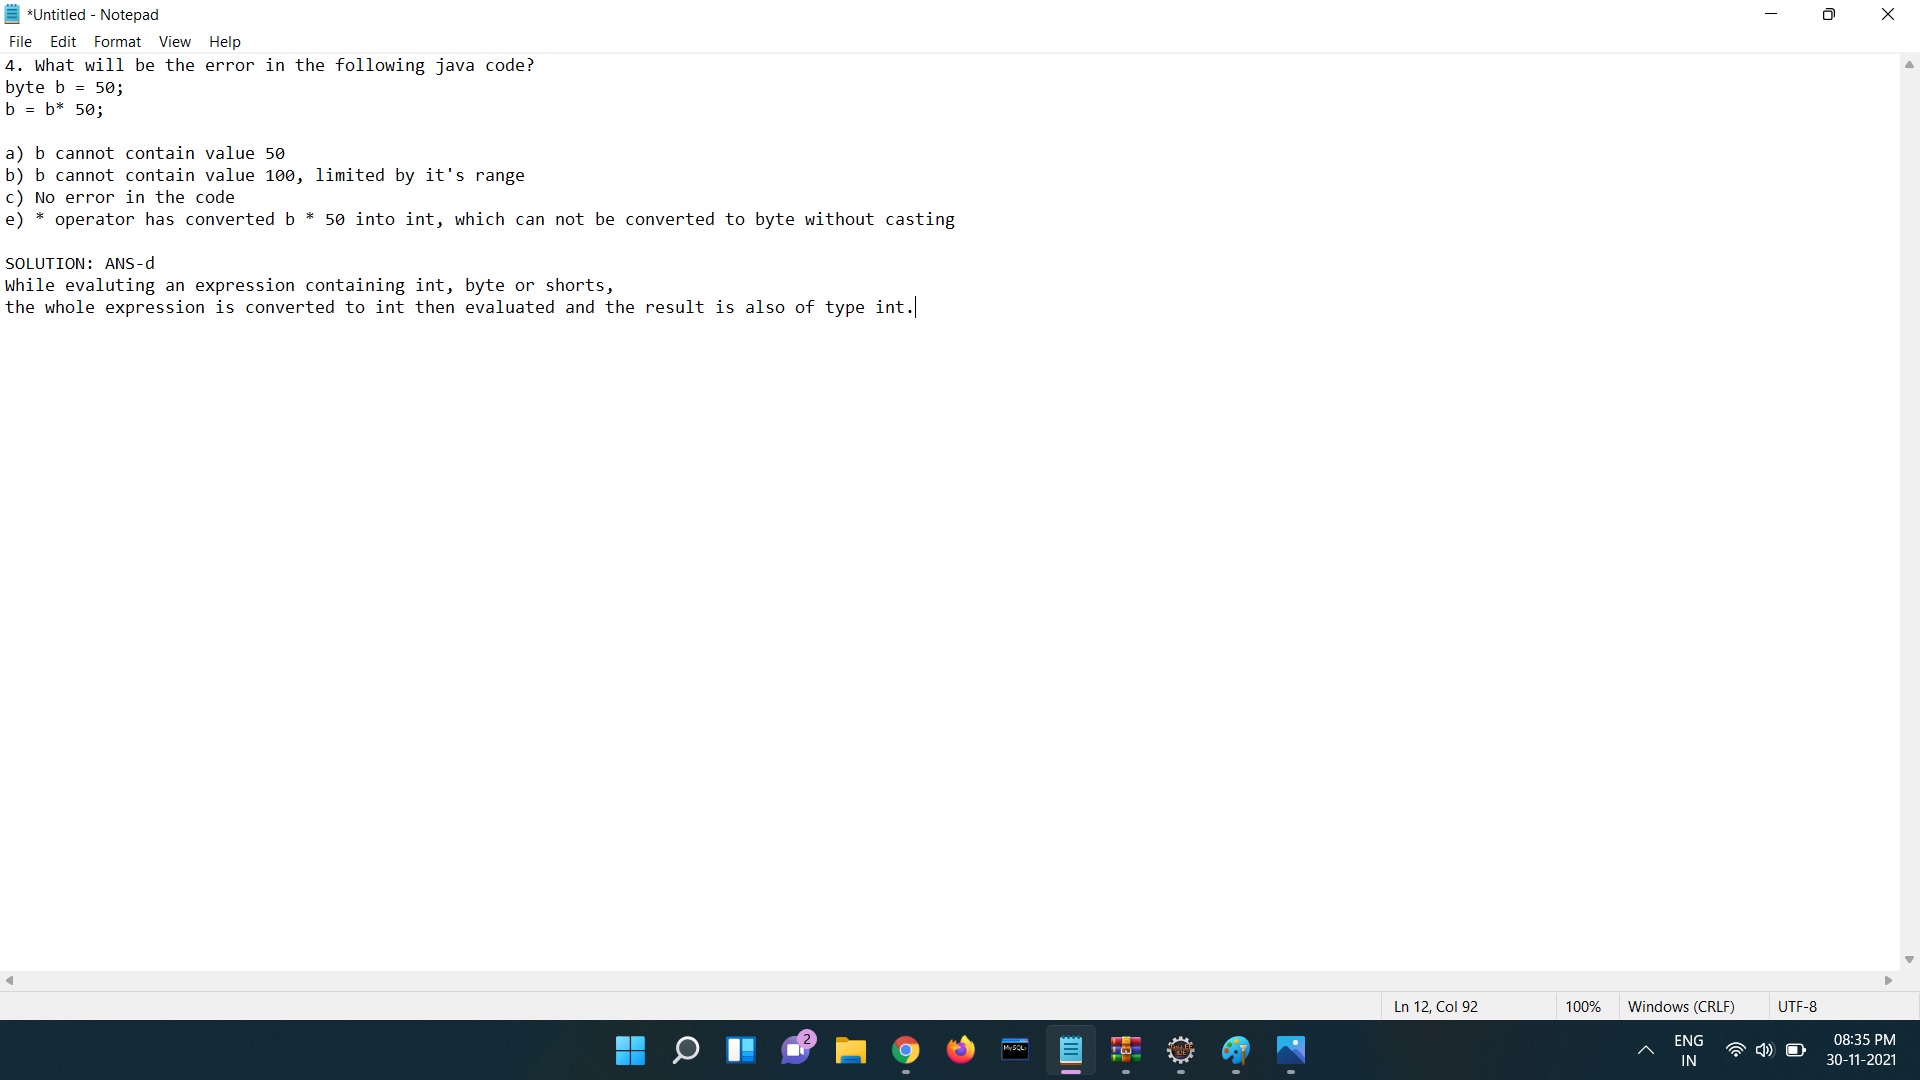 *Untitled - Notepad
File Edit Format View Help
4. What will be the error in the following java code?
byte b = 50;
b = b* 50;
a) b cannot contain value 50
b) b cannot contain value 100, limited by it's range
c) No error in the code
e) * operator has converted b * 50 into int, which can not be converted to byte without casting
SOLUTION: ANS-d
While evaluting an expression containing int, byte or shorts,
the whole expression is converted to int then evaluated and the result is also of type int.
Ln 12, Col 92 100% Windows (CRLF) UTF-8
2
MySQL
ENG
IN
08:35 PM
30-11-2021